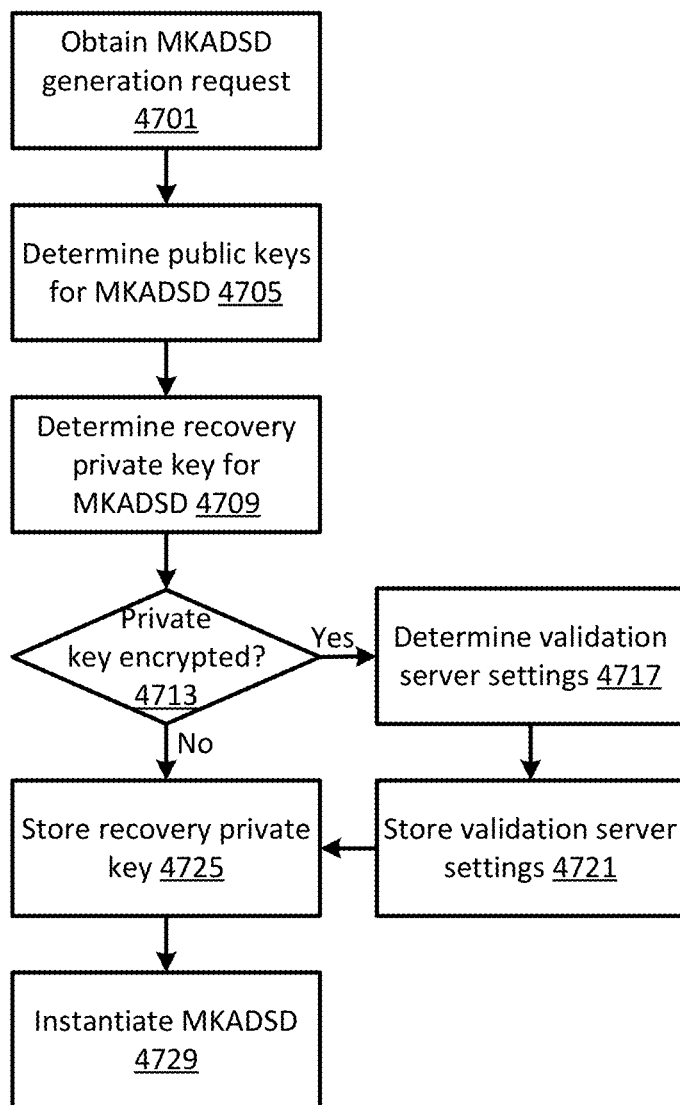 Obtain MKADSD
generation request
4701
Determine public keys
for MKADSD 4705
Determine recovery
private key for
MKADSD 4709
Private
key encrypted?
4713
Yes
No
Determine validation
server settings 4717
Store validation server
settings 4721
Store recovery private
key 4725
Instantiate MKADSD
4729